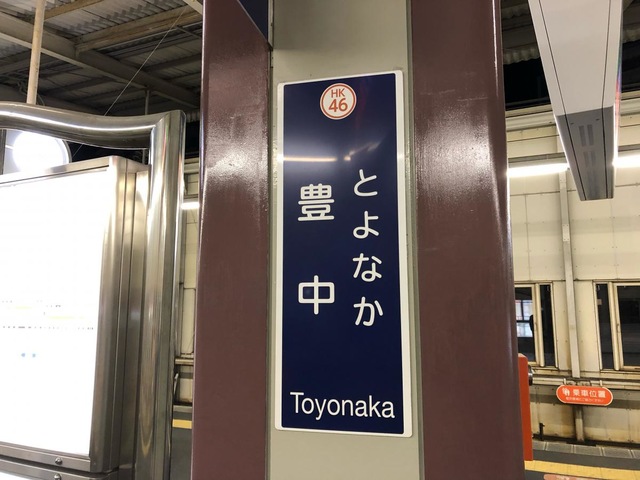 HK
46
とよなか
豊中
Toyonaka
乗車位置